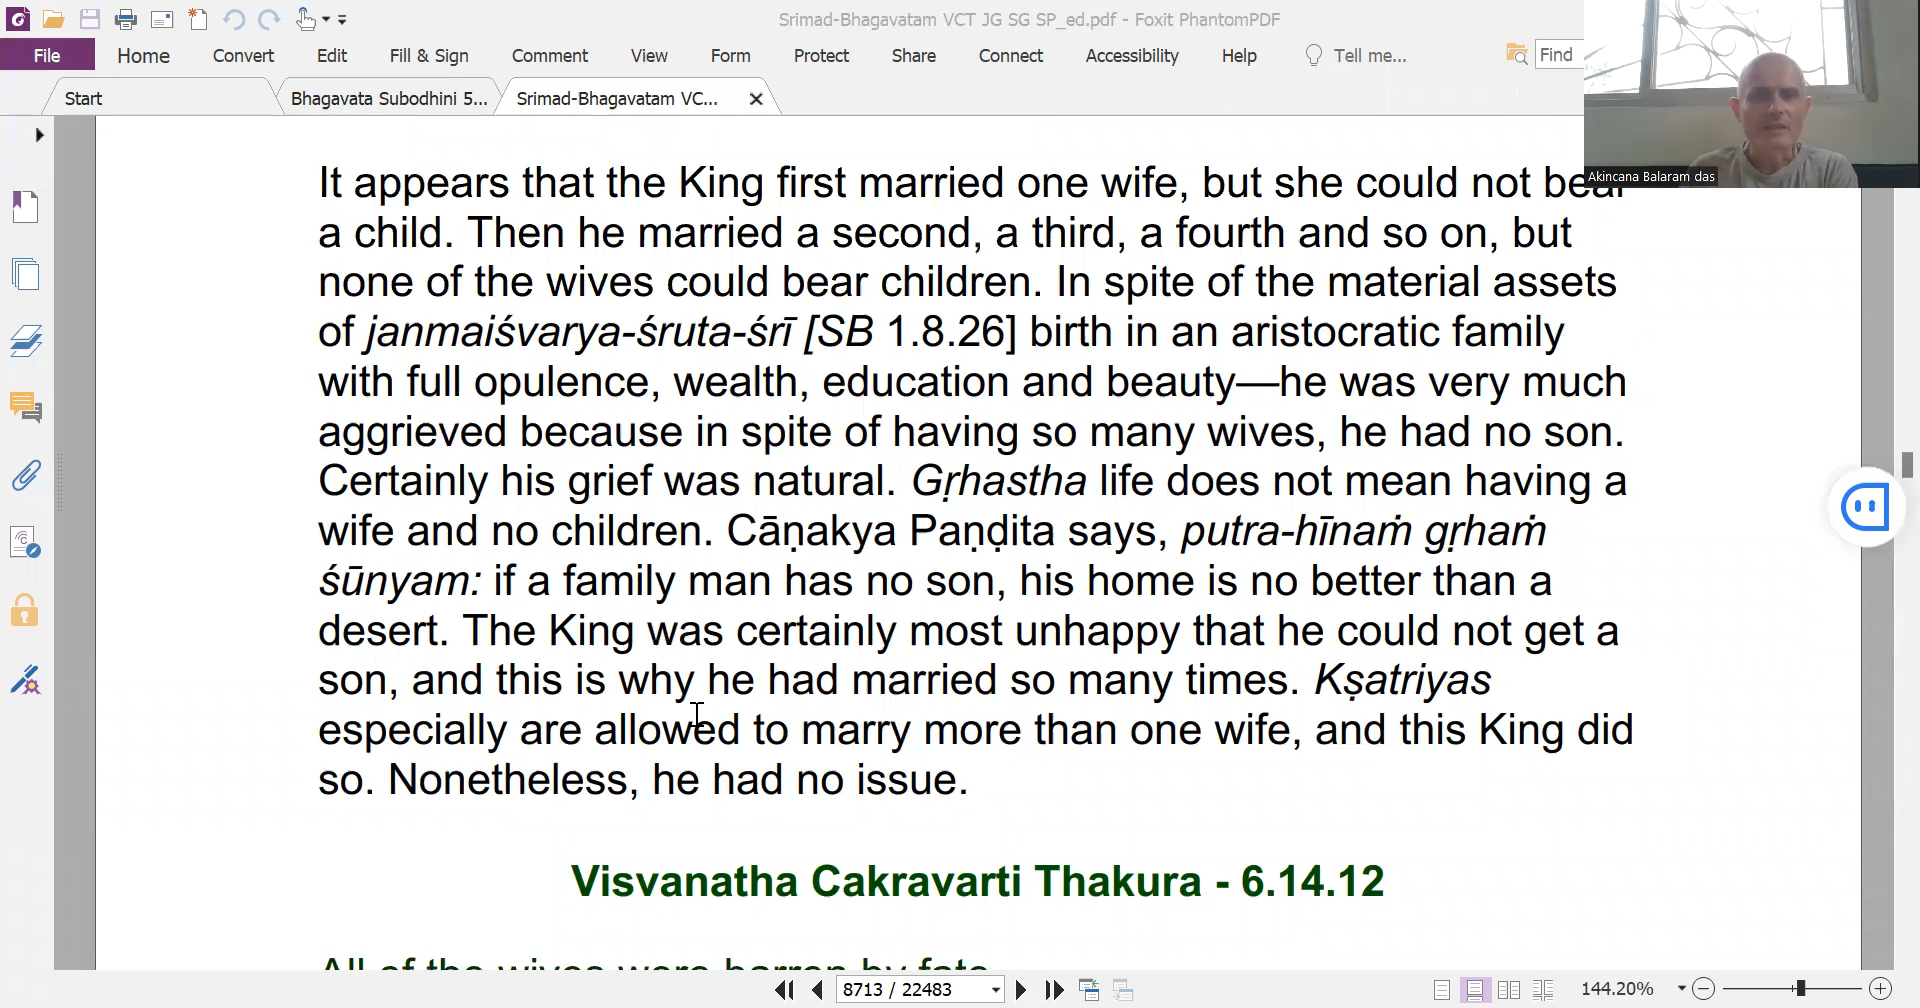 Srimad-Bhagavatam VCT JG SG SP_ed.pdf - Foxit PhantomPDF
File Home Convert Edit Fill & Sign Comment View Form Protect Share Connect Accessibility Help Tell me... Find
Start Bhagavata Subodhini 5... Srimad-Bhagavatam VC...
Akincana Balaram das
It appears that the King first married one wife, but she could not bear
a child. Then he married a second, a third, a fourth and so on, but
none of the wives could bear children. In spite of the material assets
of janmaiśvarya-śruta-śrī [SB 1.8.26] birth in an aristocratic family
with full opulence, wealth, education and beauty—he was very much
aggrieved because in spite of having so many wives, he had no son.
Certainly his grief was natural. Gṛhastha life does not mean having a
wife and no children. Cāṇakya Paṇḍita says, putra-hīnaṁ gṛhaṁ
śūnyam: if a family man has no son, his home is no better than a
desert. The King was certainly most unhappy that he could not get a
son, and this is why he had married so many times. Kṣatriyas
especially are allowed to marry more than one wife, and this King did
so. Nonetheless, he had no issue.
Visvanatha Cakravarti Thakura - 6.14.12
All of the wives were barren by fate.
8713 / 22483
144.20%